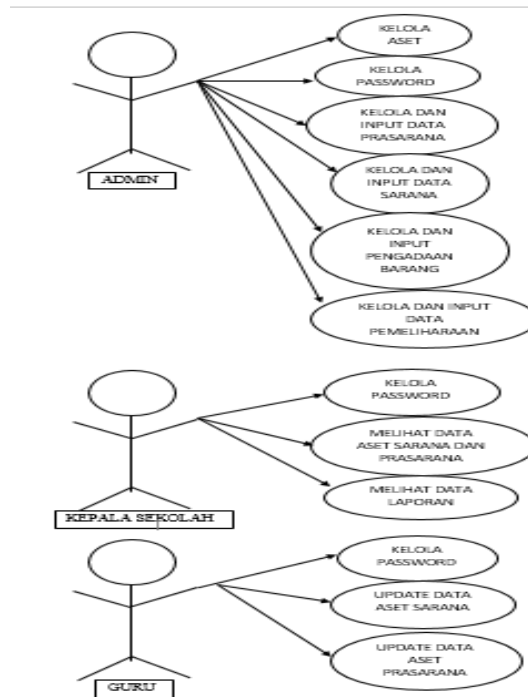 KELOLA
ASET
KELOLA
PASSWORD
KELOLA DAN
INPUT DATA
PRASARANA
KELOLA DAN
INPUT DATA
SARANA
KELOLA DAN
INPUT
PENGADAAN
BARANG
KELOLA DAN INPUT
DATA
PEMELIHARAAN
ADMIN
KELOLA
PASSWORD
MELIHAT DATA
ASET SARANA DAN
PRASARANA
MELIHAT DATA
LAPORAN
KEPALA SEKOLAH
KELOLA
PASSWORD
UPDATE DATA
ASET SARANA
UPDATE DATA
ASET
PRASARANA
GURU